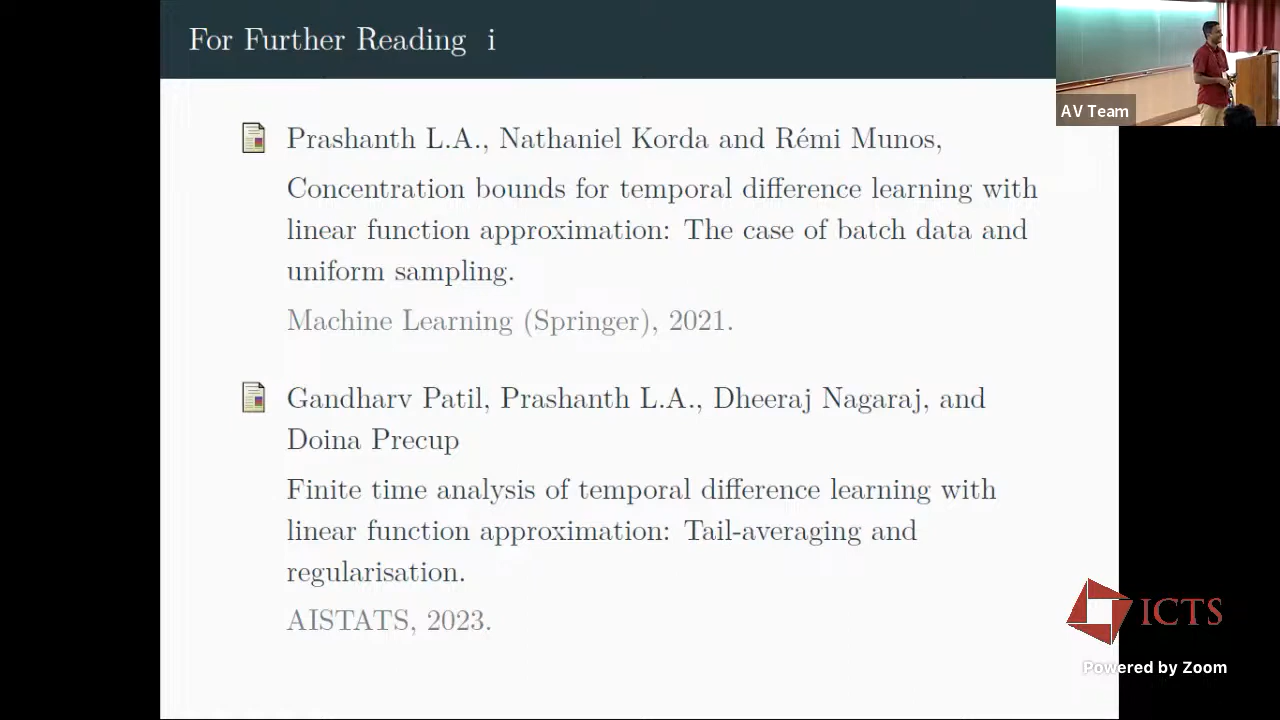 For Further Reading i
AV Team
Prashanth L.A., Nathaniel Korda and Rémi Munos,
Concentration bounds for temporal difference learning with
linear function approximation: The case of batch data and
uniform sampling.
Machine Learning (Springer), 2021.
Gandharv Patil, Prashanth L.A., Dheeraj Nagaraj, and
Doina Precup
Finite time analysis of temporal difference learning with
linear function approximation: Tail-averaging and
regularisation.
AISTATS, 2023.
ICTS
Powered by Zoom